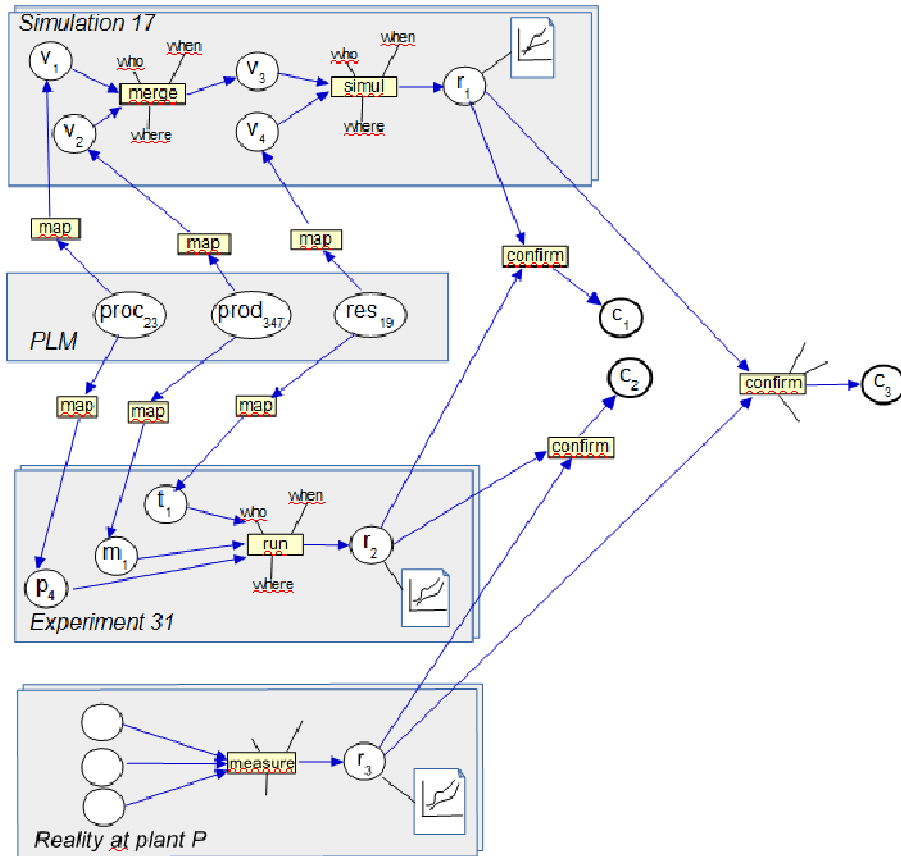 Simulation 17
v1
who
when
merge
where
v2
v3
who
when
simul
where
v4
r1
map
map
map
confirm
proc23
prod347
res19
PLM
c1
c2
confirm
c3
map
map
map
confirm
t1
who
when
run
where
m1
r2
p4
Experiment 31
measure
r3
Reality at plant P